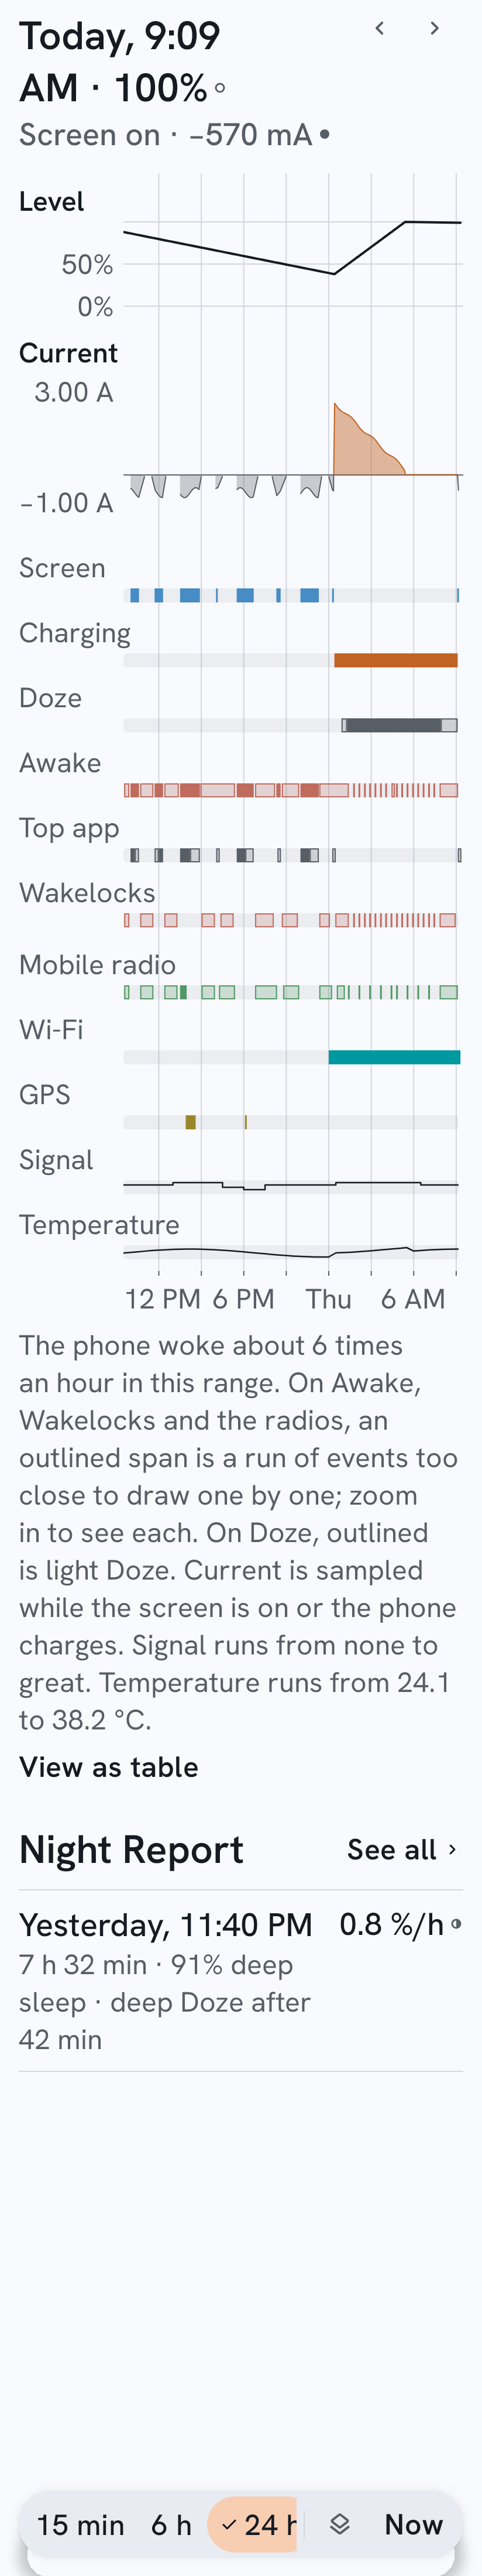 Today, 9:09
AM · 100%
Screen on · −570 mA
Level
50%
0%
Current
3.00 A
−1.00 A
Screen
Charging
Doze
Awake
Top app
Wakelocks
Mobile radio
Wi-Fi
GPS
Signal
Temperature
12 PM 6 PM Thu 6 AM
The phone woke about 6 times
an hour in this range. On Awake,
Wakelocks and the radios, an
outlined span is a run of events too
close to draw one by one; zoom
in to see each. On Doze, outlined
is light Doze. Current is sampled
while the screen is on or the phone
charges. Signal runs from none to
great. Temperature runs from 24.1
to 38.2 °C.
View as table
Night Report
See all
Yesterday, 11:40 PM 0.8 %/h
7 h 32 min · 91% deep
sleep · deep Doze after
42 min
15 min 6 h 24 h Now